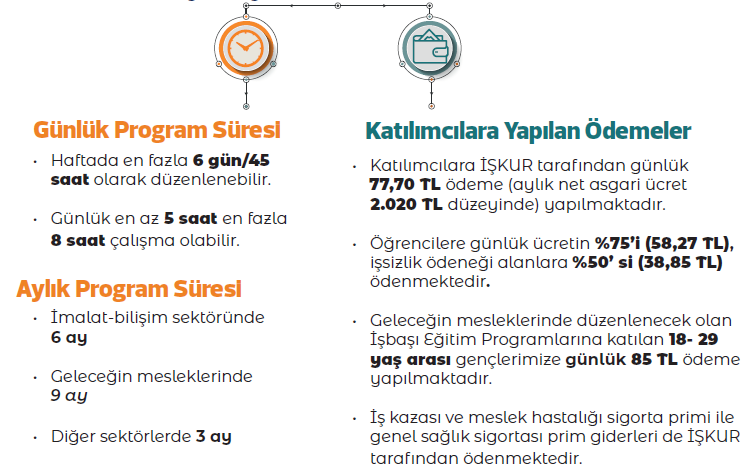 Günlük Program Süresi
• Haftada en fazla 6 gün/45
saat olarak düzenlenebilir.
• Günlük en az 5 saat en fazla
8 saat çalışma olabilir.
Aylık Program Süresi
• İmalat-bilişim sektöründe
6 ay
• Geleceğin mesleklerinde
9 ay
• Diğer sektörlerde 3 ay
Katılımcılara Yapılan Ödemeler
• Katılımcılara İŞKUR tarafından günlük
77,70 TL ödeme (aylık net asgari ücret
2.020 TL düzeyinde) yapılmaktadır.
• Öğrencilere günlük ücretin %75’i (58,27 TL),
işsizlik ödeneği alanlara %50’ si (38,85 TL)
ödenmektedir.
• Geleceğin mesleklerinde düzenlenecek olan
İşbaşı Eğitim Programlarına katılan 18- 29
yaş arası gençlerimize günlük 85 TL ödeme
yapılmaktadır.
• İş kazası ve meslek hastalığı sigorta primi ile
genel sağlık sigortası prim giderleri de İŞKUR
tarafından ödenmektedir.